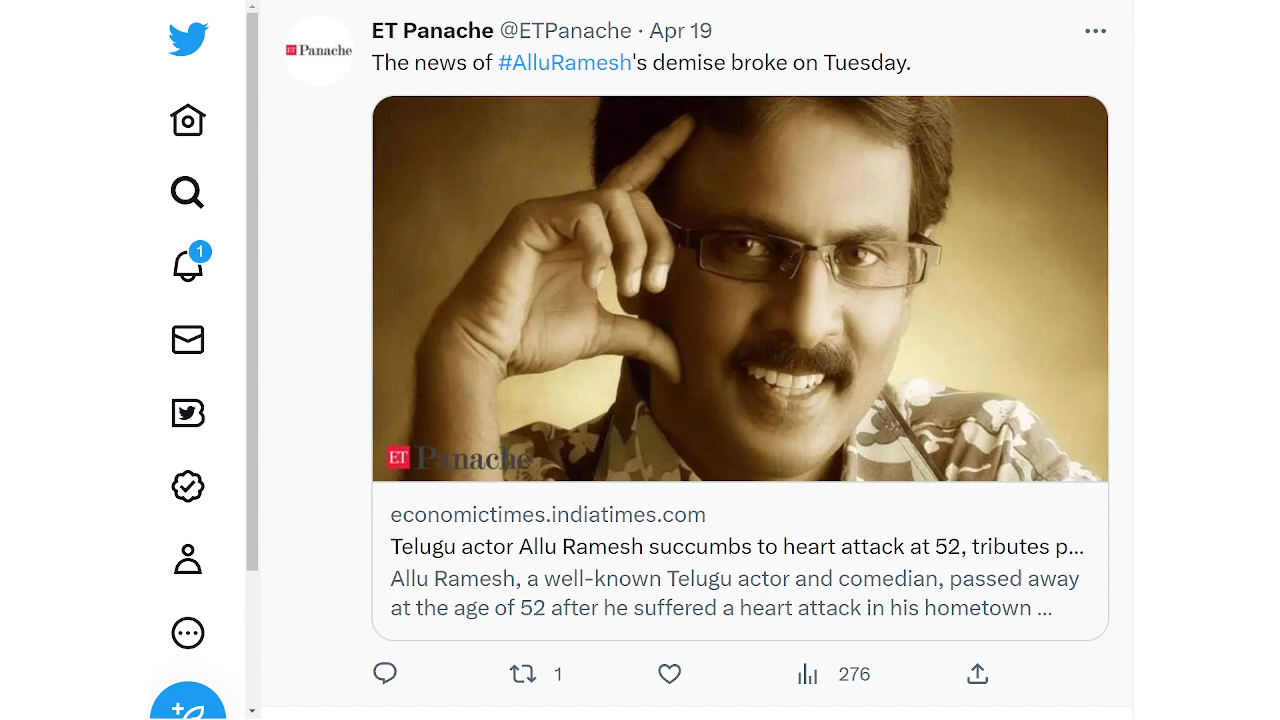 ET Panache
ET Panache @ETPanache · Apr 19
The news of #AlluRamesh's demise broke on Tuesday.
1
ET Panache
economictimes.indiatimes.com
Telugu actor Allu Ramesh succumbs to heart attack at 52, tributes p...
Allu Ramesh, a well-known Telugu actor and comedian, passed away
at the age of 52 after he suffered a heart attack in his hometown ...
1 276